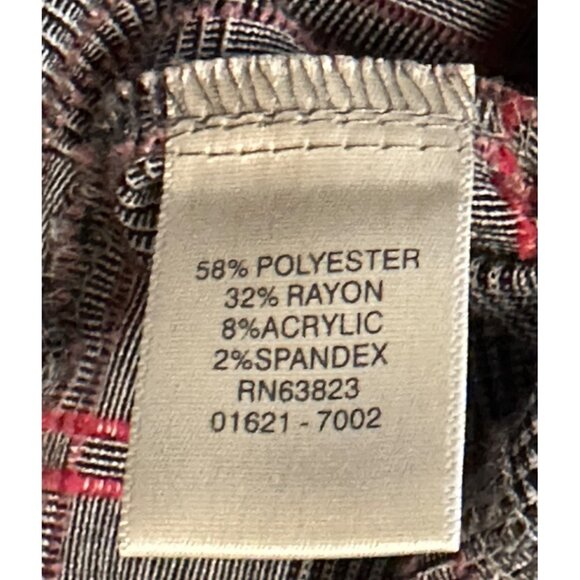 58% POLYESTER
32% RAYON
8%ACRYLIC
2%SPANDEX
RN63823
01621 - 7002